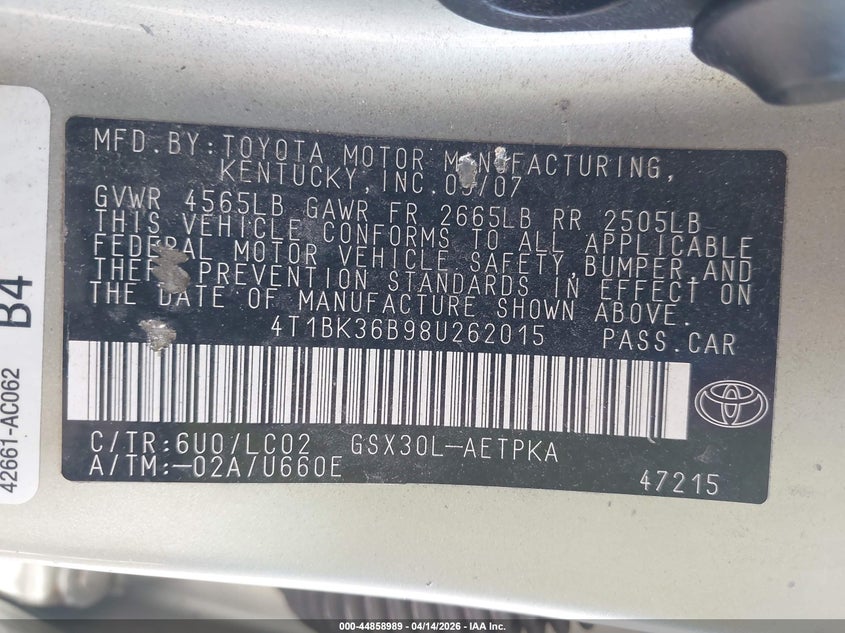 MFD.BY:TOYOTA MOTOR MANUFACTURING,
KENTUCKY, INC. /07
GVWR 4565LB GAWR FR 2665LB RR 2505LB
THIS VEHICLE CONFORMS TO ALL APPLICABLE
FEDERAL MOTOR VEHICLE SAFETY, BUMPER, AND
THEFT PREVENTION STANDARDS IN EFFECT ON
THE DATE OF MANUFACTURE SHOWN ABOVE.
4T1BK36B98U262015 PASS.CAR
C/TR:6U0/LC02 GSX30L-AETPKA
A/TM:-02A/U660E
47215
42661-AC062
B4
000-44858989 | 04/14/2026 - IAA, Inc.